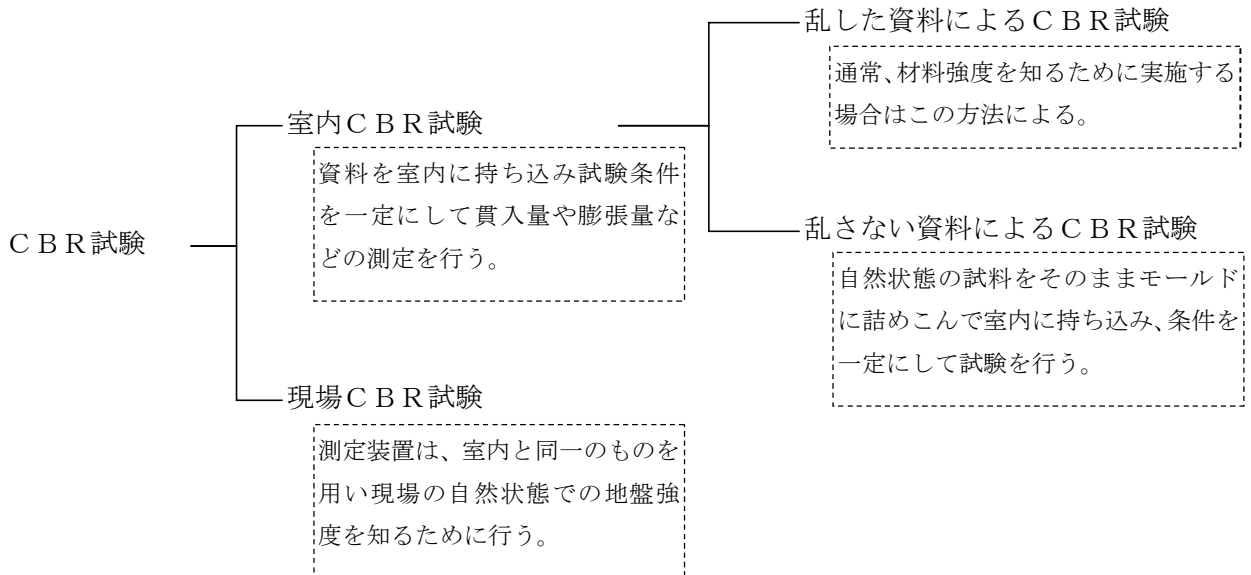 乱した資料によるＣＢＲ試験
通常、材料強度を知るために実施する
場合はこの方法による。
室内ＣＢＲ試験
資料を室内に持ち込み試験条件
を一定にして貫入量や膨張量な
どの測定を行う。
ＣＢＲ試験
乱さない資料によるＣＢＲ試験
自然状態の試料をそのままモールド
に詰めこんで室内に持ち込み、条件を
一定にして試験を行う。
現場ＣＢＲ試験
測定装置は、室内と同一のものを
用い現場の自然状態での地盤強
度を知るために行う。